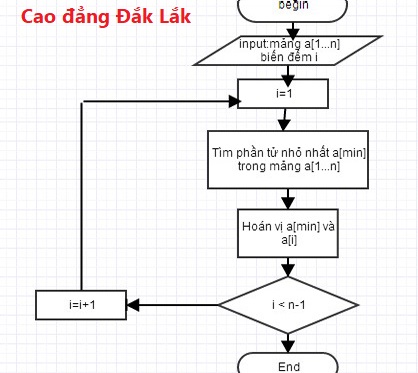 Cao đẳng Đắk Lắk
begin
input:mảng a[1...n]
biến đếm i
i=1
Tìm phần tử nhỏ nhất a[min]
trong mảng a[1...n]
Hoán vị a[min] và
a[i]
i < n-1
i=i+1
End